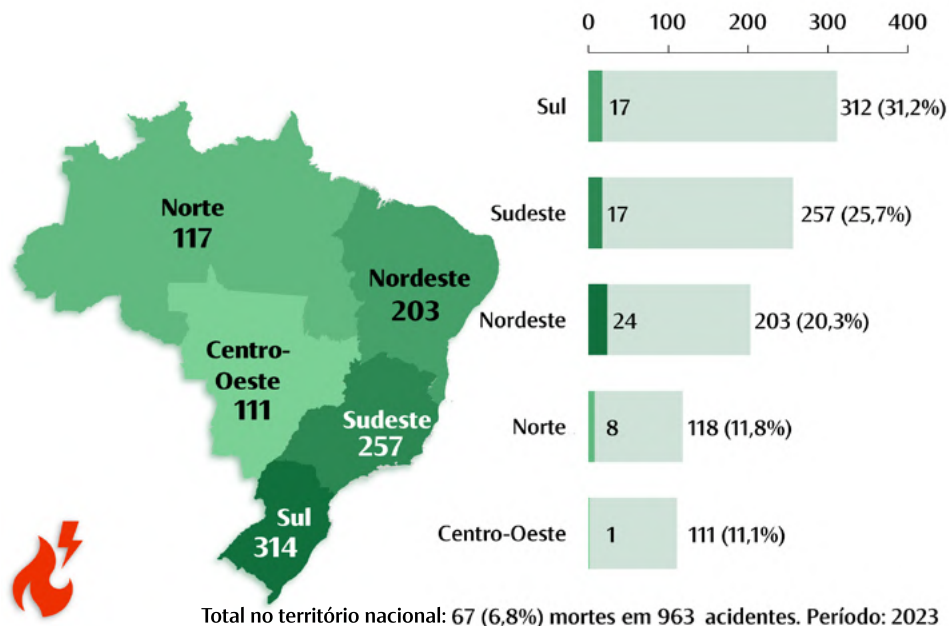 Norte
117
Nordeste
203
Centro-
Oeste
111
Sudeste
257
Sul
314
0 100 200 300 400
Sul 17 312 (31,2%)
Sudeste 17 257 (25,7%)
Nordeste 24 203 (20,3%)
Norte 8 118 (11,8%)
Centro-Oeste 1 111 (11,1%)
Total no território nacional: 67 (6,8%) mortes em 963 acidentes. Período: 2023